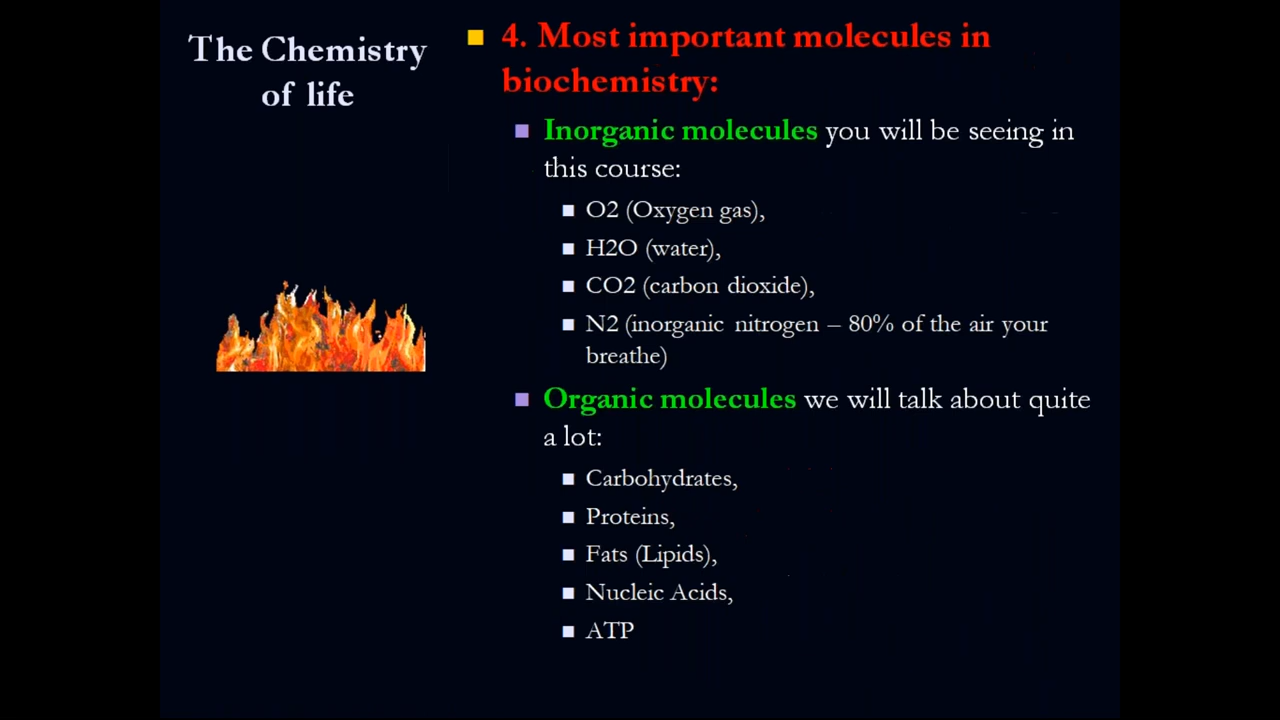 The Chemistry
of life
4. Most important molecules in
biochemistry:
Inorganic molecules you will be seeing in
this course:
O2 (Oxygen gas),
H2O (water),
CO2 (carbon dioxide),
N2 (inorganic nitrogen – 80% of the air your
breathe)
Organic molecules we will talk about quite
a lot:
Carbohydrates,
Proteins,
Fats (Lipids),
Nucleic Acids,
ATP